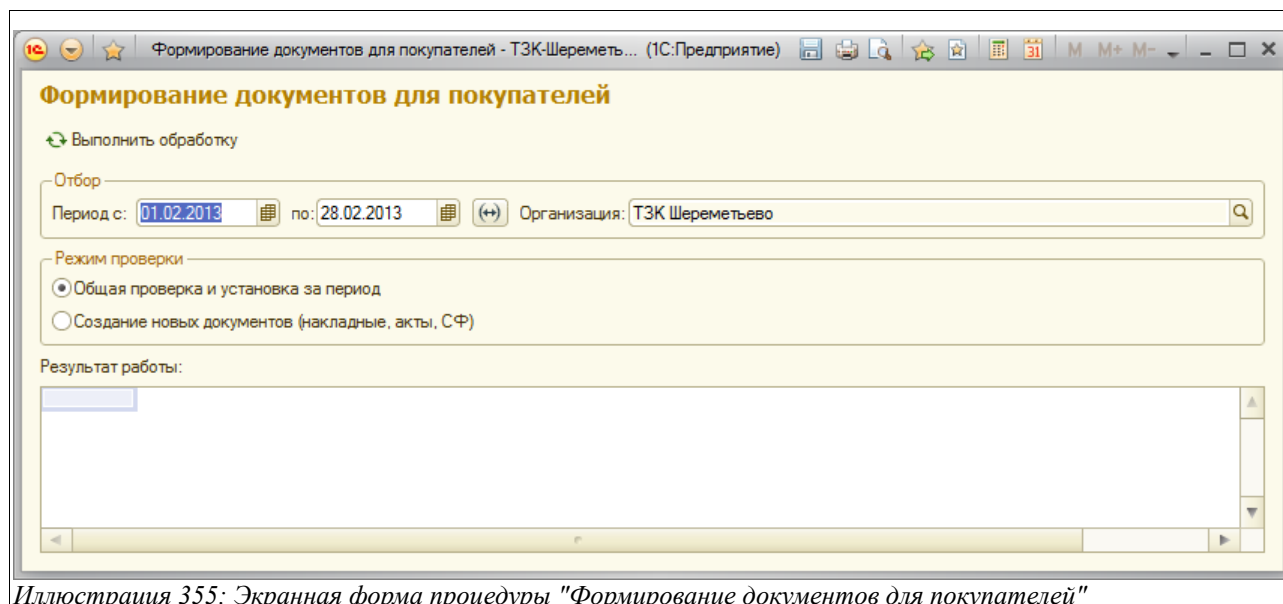 Формирование документов для покупателей - ТЗК-Шереметь... (1С:Предприятие) 31 M M+ M-
Формирование документов для покупателей
Выполнить обработку
Отбор
Период с: 01.02.2013 по: 28.02.2013 Организация: ТЗК Шереметьево
Режим проверки
Общая проверка и установка за период
Создание новых документов (накладные, акты, СФ)
Результат работы:
Иллюстрация 355: Экранная форма процедуры "Формирование документов для покупателей"